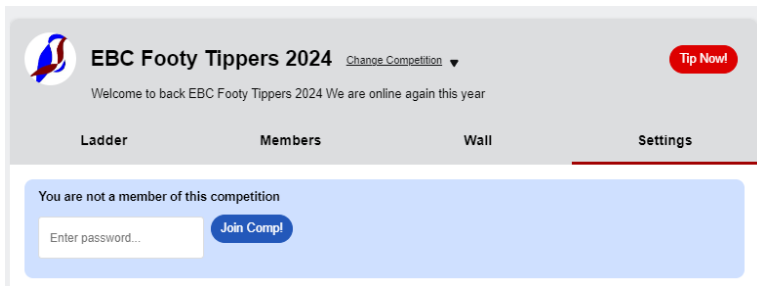 EBC Footy Tippers 2024 Change Competition ▼ Tip Now!
Welcome to back EBC Footy Tippers 2024 We are online again this year
Ladder Members Wall Settings
You are not a member of this competition
Enter password... Join Comp!